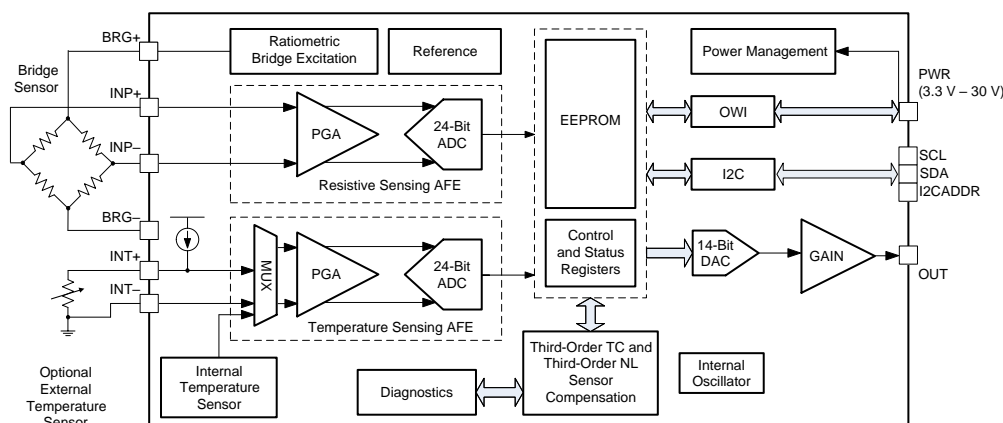 BRG+
Bridge
Sensor
INP+
INP–
BRG–
INT+
INT–
Optional
External
Temperature
Sensor
Ratiometric
Bridge Excitation
Reference
PGA
24-Bit
ADC
Resistive Sensing AFE
MUX
PGA
24-Bit
ADC
Temperature Sensing AFE
Internal
Temperature
Sensor
EEPROM
Control
and Status
Registers
Power Management
OWI
I2C
14-Bit
DAC
GAIN
PWR
(3.3 V – 30 V)
SCL
SDA
I2CADDR
OUT
Diagnostics
Third-Order TC and
Third-Order NL
Sensor
Compensation
Internal
Oscillator